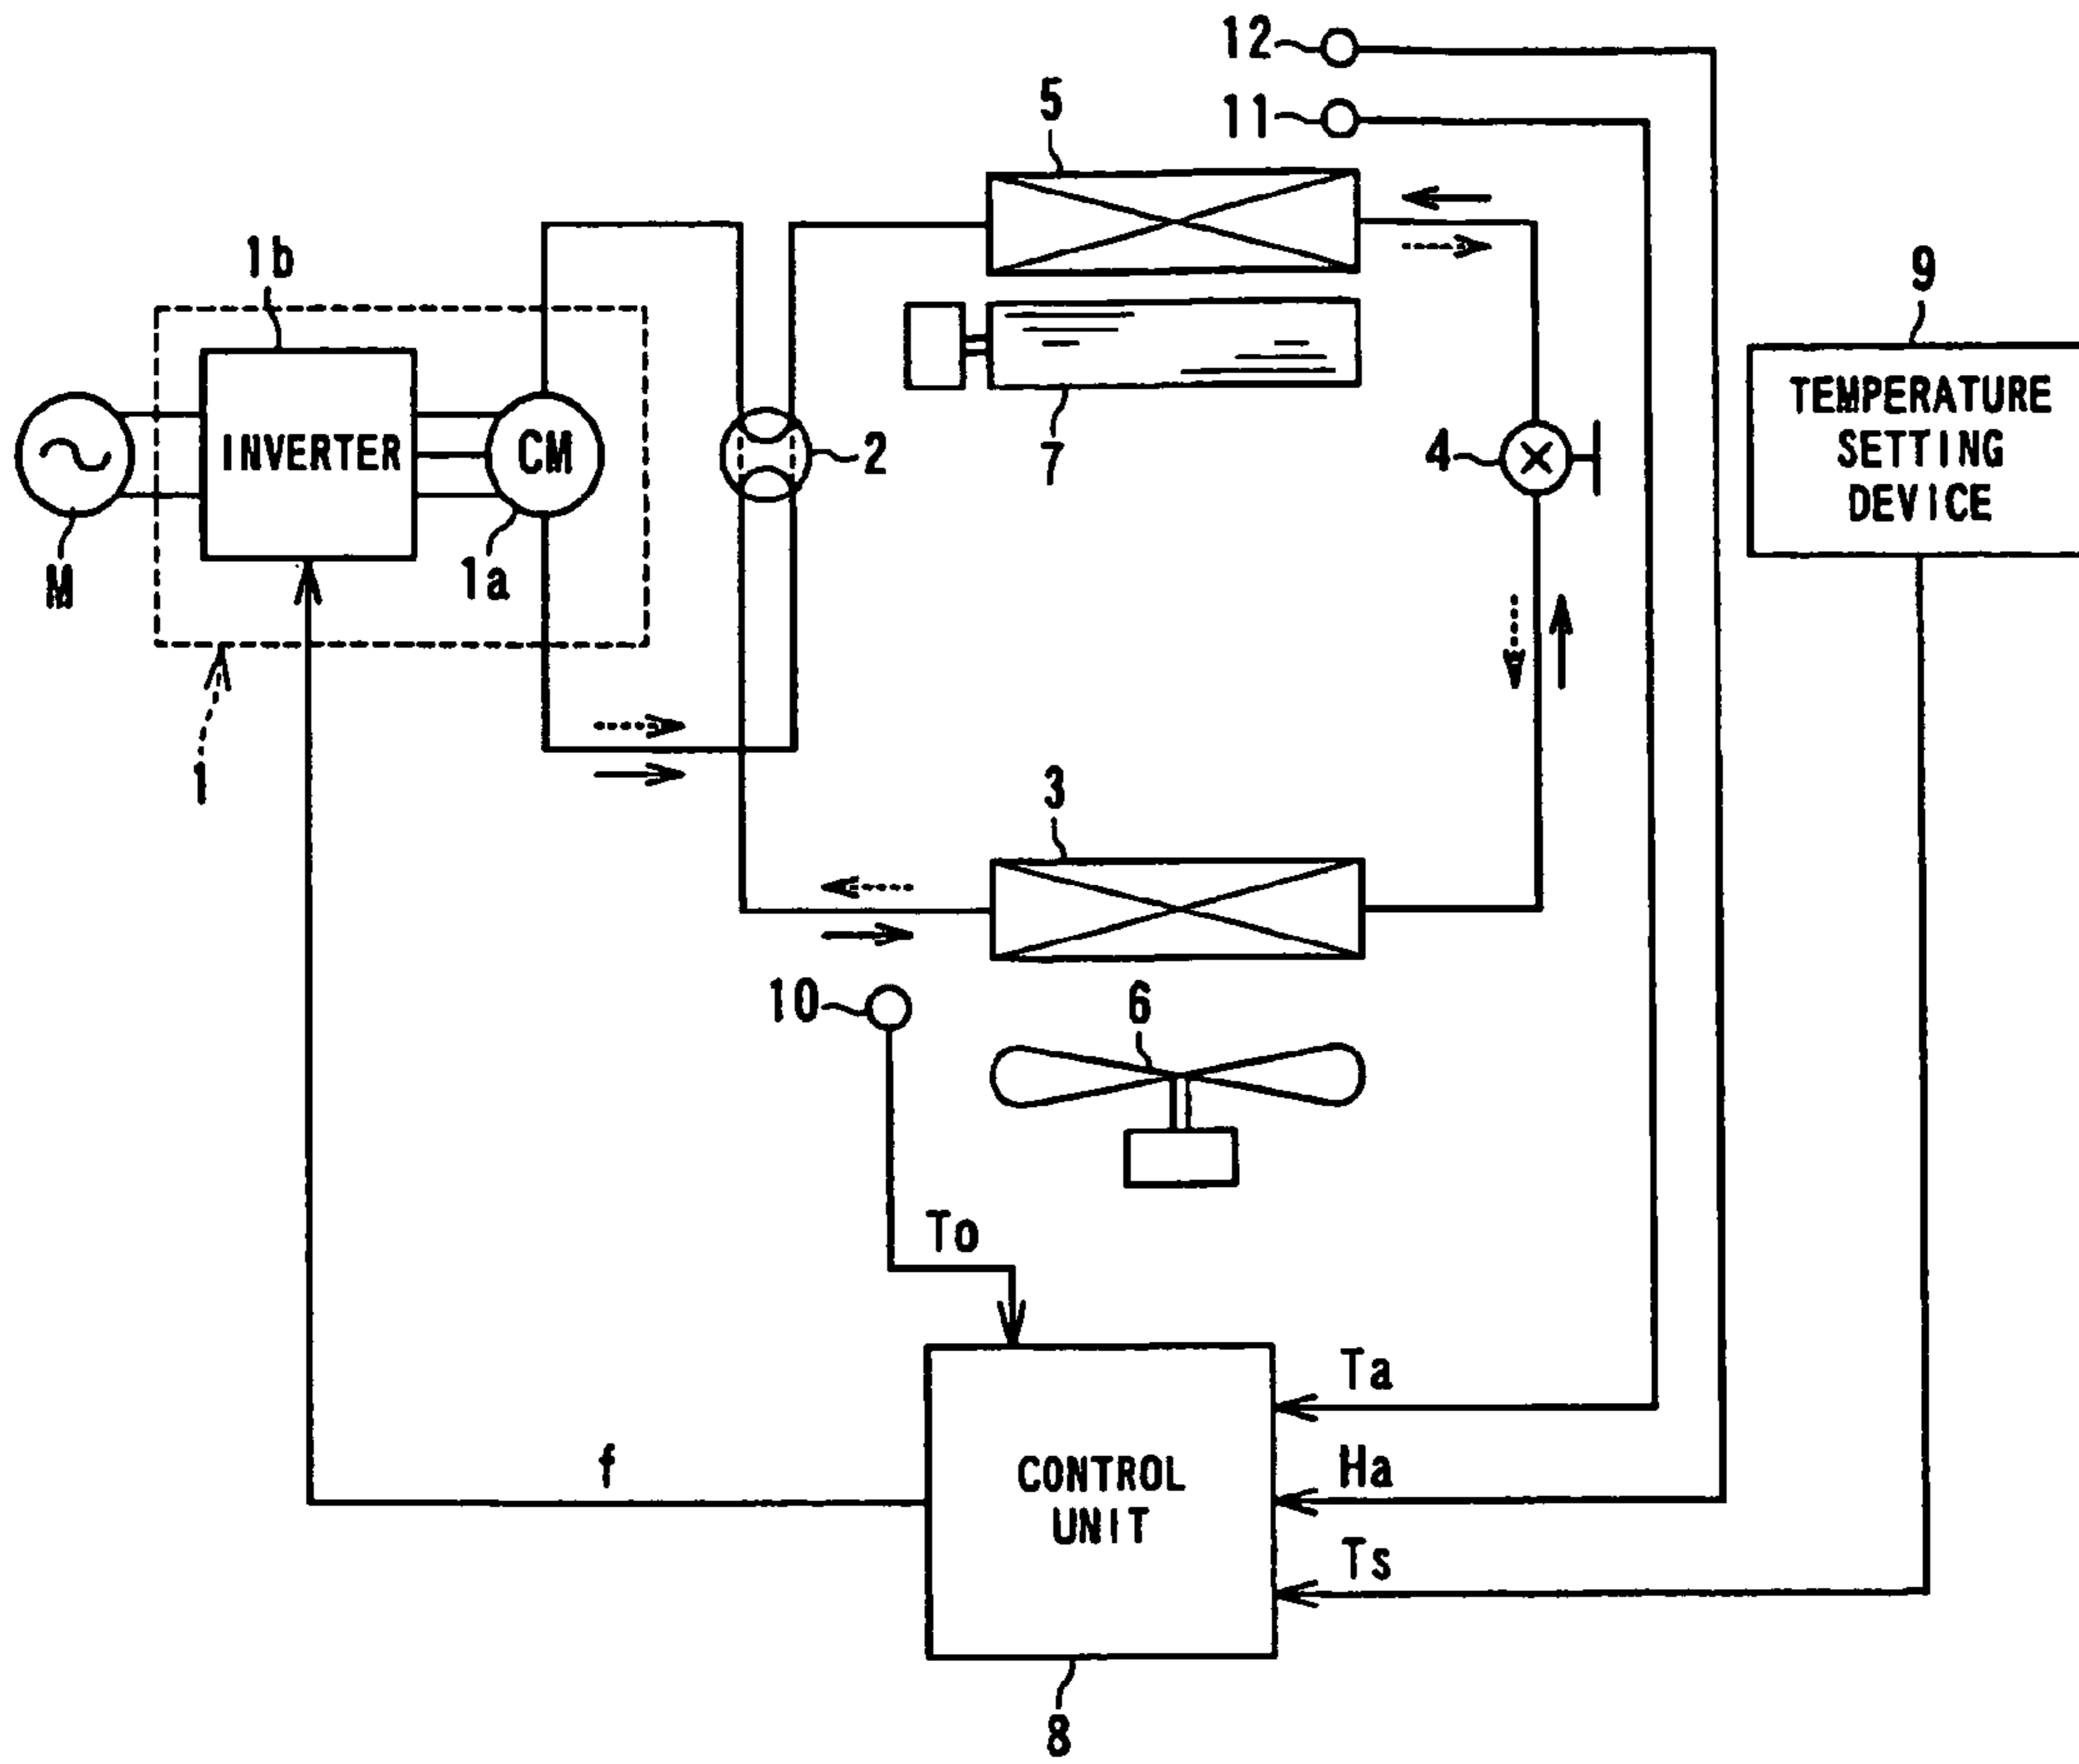 12
11
5
1b
9
TEMPERATURE
SETTING
DEVICE
INVERTER
CM
2
7
4
M
1a
1
3
10
6
To
Ta
f
Ha
CONTROL
UNIT
Ts
8